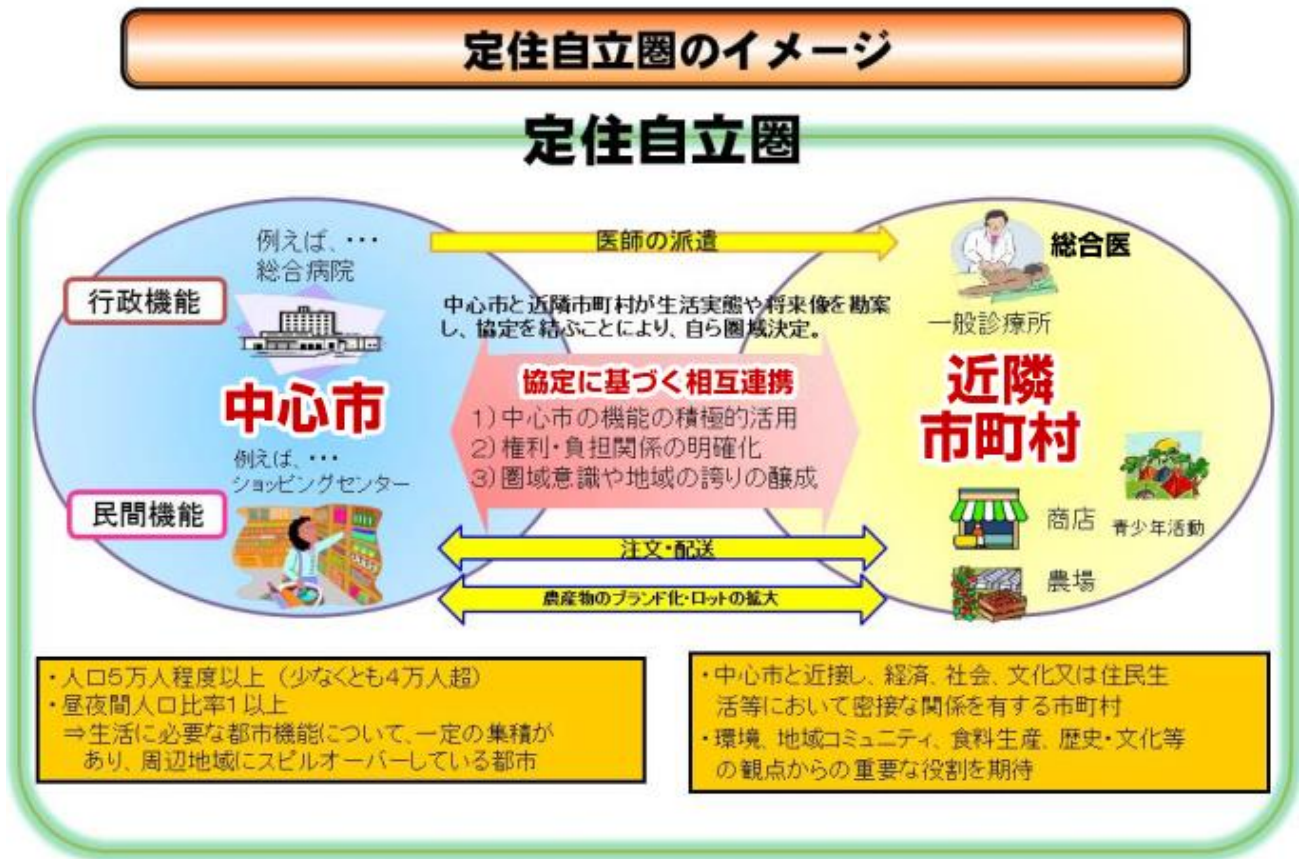 定住自立圏のイメージ
定住自立圏
例えば、・・・
総合病院
行政機能
中心市
例えば、・・・
ショッピングセンター
民間機能
医師の派遣
中心市と近隣市町村が生活実態や将来像を勘案
し、協定を結ぶことにより、自ら圏域決定。
協定に基づく相互連携
1)中心市の機能の積極的活用
2)権利・負担関係の明確化
3)圏域意識や地域の誇りの醸成
注文・配送
農産物のブランド化・ロットの拡大
総合医
一般診療所
近隣
市町村
商店
青少年活動
農場
・人口5万人程度以上（少なくとも4万人超）
・昼夜間人口比率1以上
⇒生活に必要な都市機能について、一定の集積が
あり、周辺地域にスピルオーバーしている都市
・中心市と近接し、経済、社会、文化又は住民生
活等において密接な関係を有する市町村
・環境、地域コミュニティ、食料生産、歴史・文化等
の観点からの重要な役割を期待